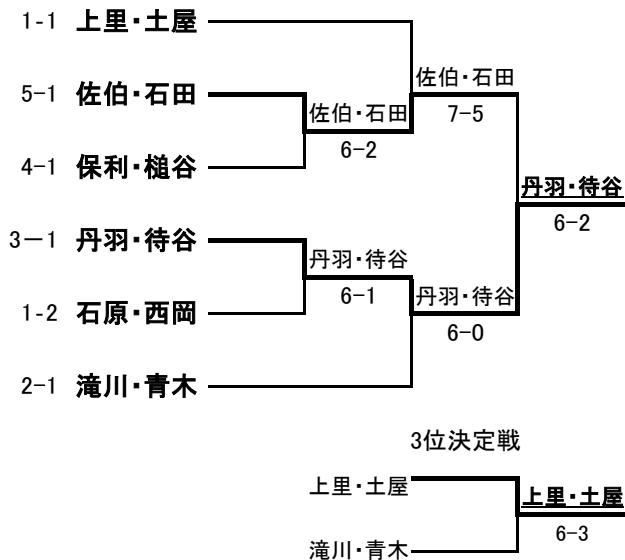 1-1 上里・土屋
佐伯・石田
5-1 佐伯・石田
佐伯・石田 7-5
6-2
4-1 保利・槌谷
丹羽・待谷
6-2
3-1 丹羽・待谷
丹羽・待谷
6-1 丹羽・待谷
1-2 石原・西岡
6-0
2-1 滝川・青木
3位決定戦
上里・土屋
上里・土屋
6-3
滝川・青木